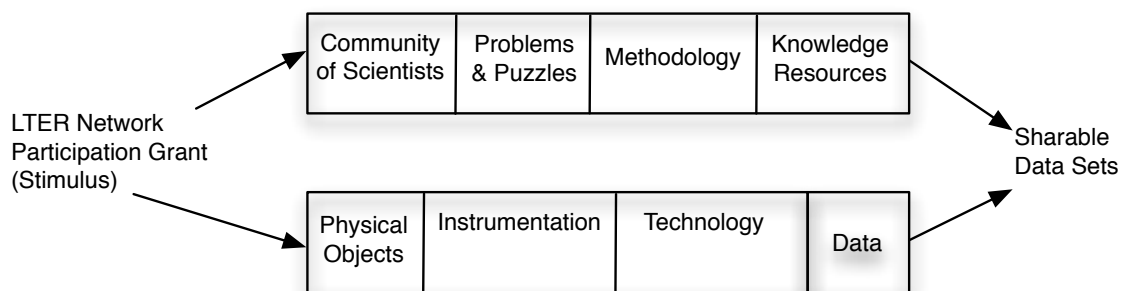 LTER Network
Participation Grant
(Stimulus)
Community
of Scientists
Problems
& Puzzles
Methodology
Knowledge
Resources
Physical
Objects
Instrumentation
Technology
Data
Sharable
Data Sets